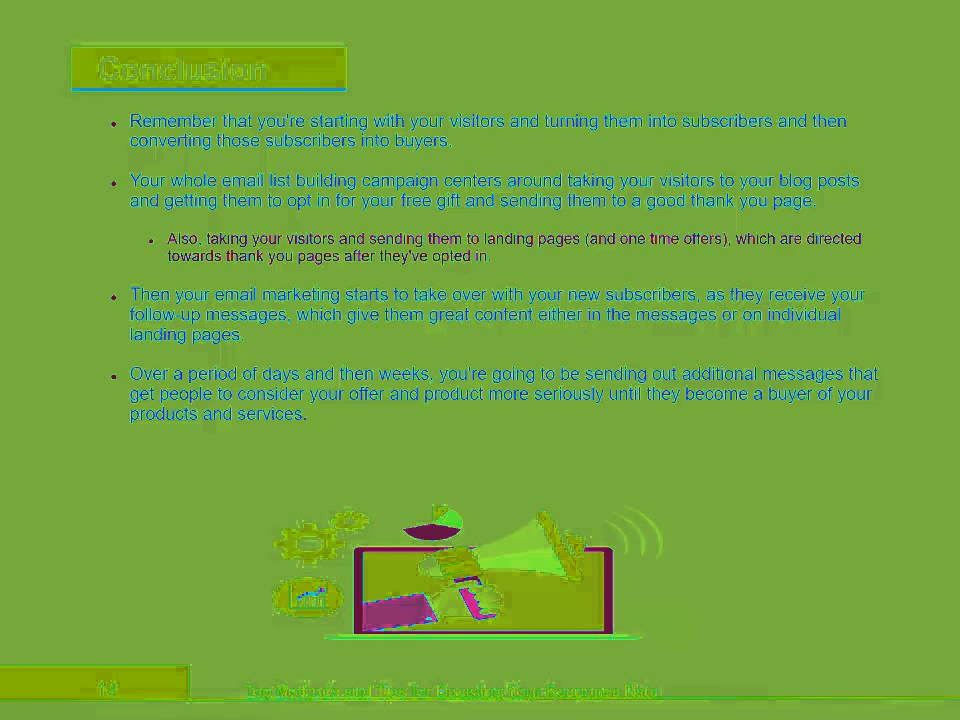 Conclusion
Remember that you're starting with your visitors and turning them into subscribers and then
converting those subscribers into buyers.
Your whole email list building campaign centers around taking your visitors to your blog posts
and getting them to opt in for your free gift and sending them to a good thank you page.
Also, taking your visitors and sending them to landing pages (and one time offers), which are directed
towards thank you pages after they've opted in.
Then your email marketing starts to take over with your new subscribers, as they receive your
follow-up messages, which give them great content either in the messages or on individual
landing pages.
Over a period of days and then weeks, you're going to be sending out additional messages that
get people to consider your offer and product more seriously until they become a buyer of your
products and services.
Top and Tips for Your